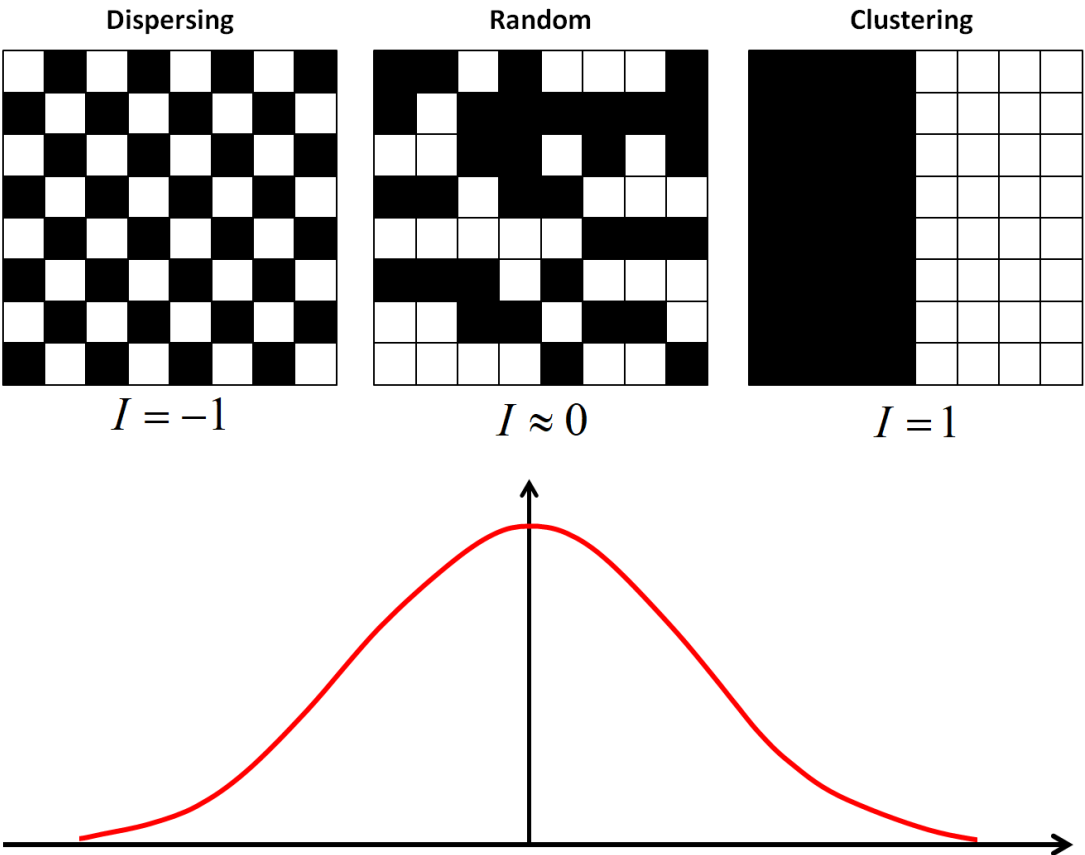 Dispersing Random Clustering
I = −1 I ≈ 0 I = 1